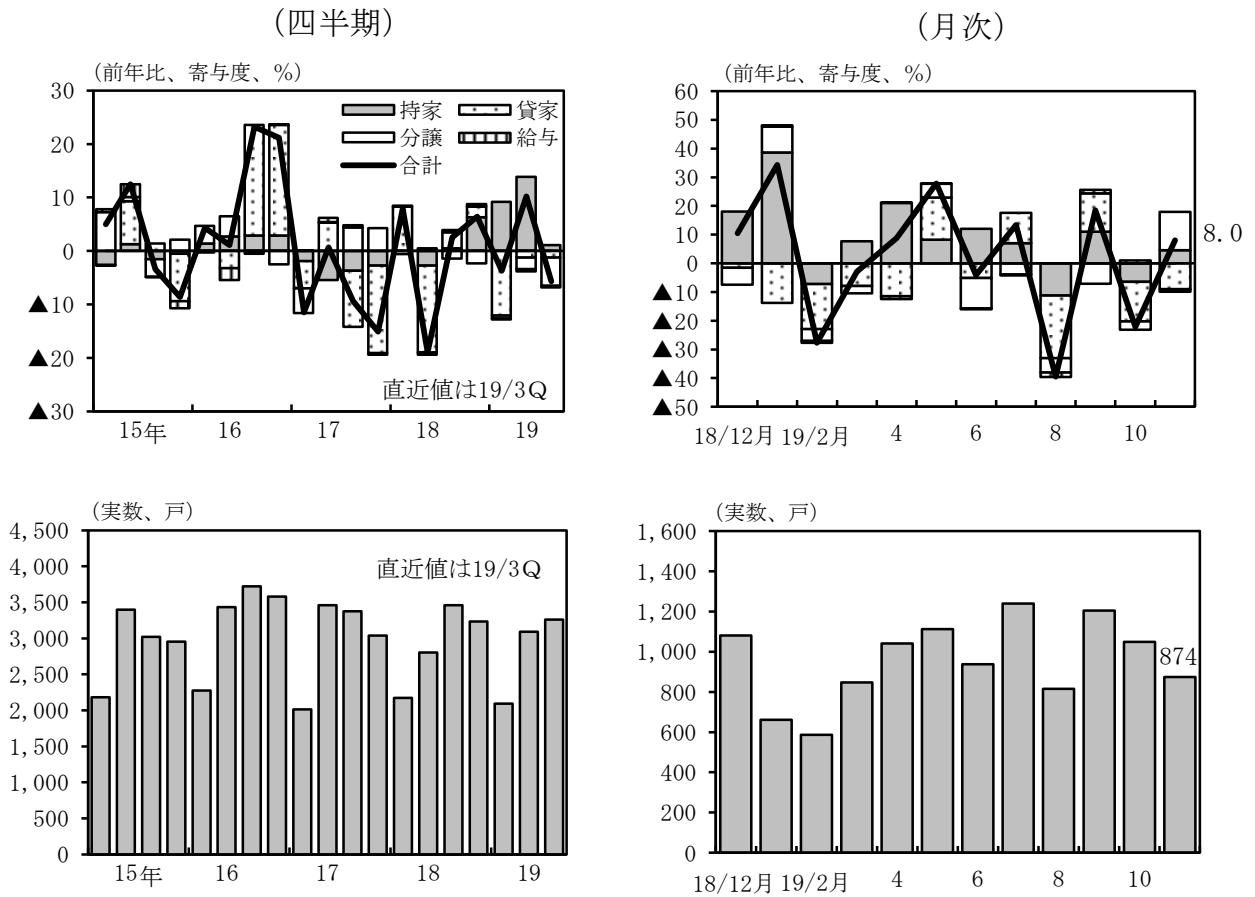 (四半期)
(前年比、寄与度、%)
30
20
10
0
▲10
▲20
▲30
持家
貸家
分譲
給与
合計
直近値は19/3Q
15年
16
17
18
19
(月次)
(前年比、寄与度、%)
60
50
40
30
20
10
0
▲10
▲20
▲30
▲40
▲50
8.0
18/12月
19/2月
4
6
8
10
(実数、戸)
4,500
4,000
3,500
3,000
2,500
2,000
1,500
1,000
500
0
直近値は19/3Q
15年
16
17
18
19
(実数、戸)
1,600
1,400
1,200
1,000
800
600
400
200
0
874
18/12月
19/2月
4
6
8
10